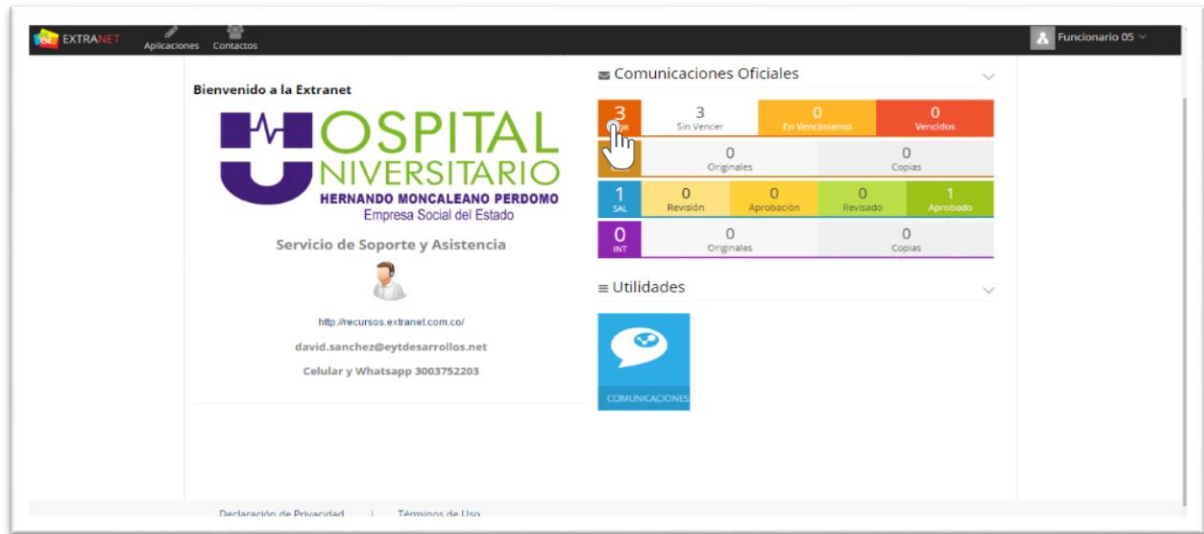 EXTRANET Aplicaciones Contactos Funcionario 05
Bienvenido a la Extranet
HOSPITAL
UNIVERSITARIO
HERNANDO MONCALEANO PERDOMO
Empresa Social del Estado
Servicio de Soporte y Asistencia
http://recursos.extranet.com.co/
david.sanchez@eytdesarrollos.net
Celular y Whatsapp 3003752203
Comunicaciones Oficiales
3 3 0 0
Sin Vencer En Vencimiento Vencidos
0 0
Originales Copias
1 0 0 0 1
SAL Revisión Aprobación Revisado Aprobado
0 0 0
INT Originales Copias
Utilidades
COMUNICACIONES
Declaración de Privacidad | Términos de Uso